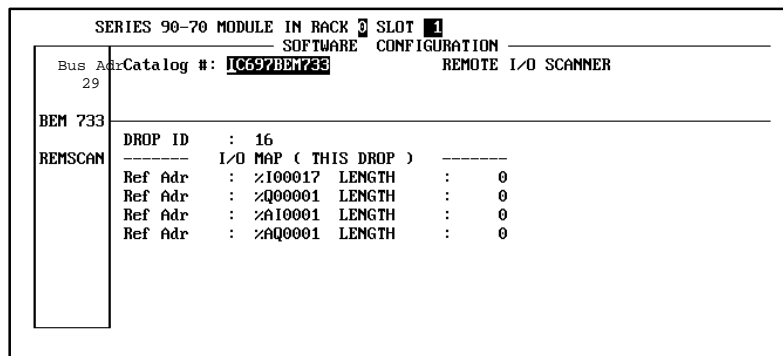 SERIES 90-70 MODULE IN RACK 0 SLOT 1
SOFTWARE CONFIGURATION
Bus Adr Catalog #: IC697BEM733 REMOTE I/O SCANNER
29
BEM 733
DROP ID : 16
REMSCAN ------- I/O MAP ( THIS DROP ) -------
Ref Adr : %I00017 LENGTH : 0
Ref Adr : %Q00001 LENGTH : 0
Ref Adr : %AI0001 LENGTH : 0
Ref Adr : %AQ0001 LENGTH : 0